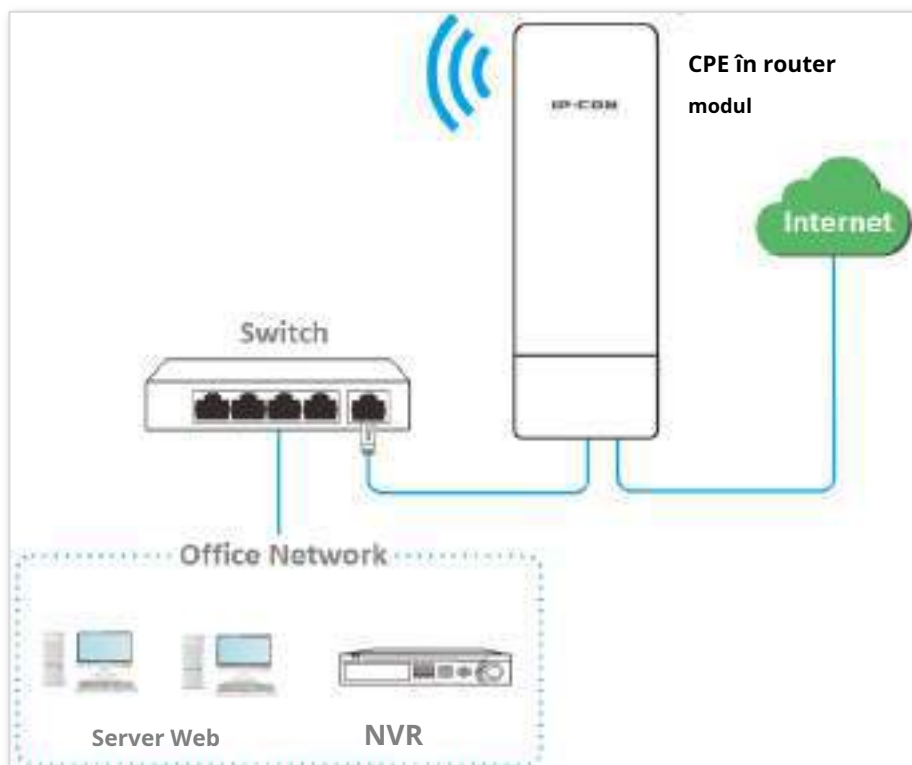 CPE în router
modul
IP-COM
Internet
Switch
Office Network
Server Web
NVR